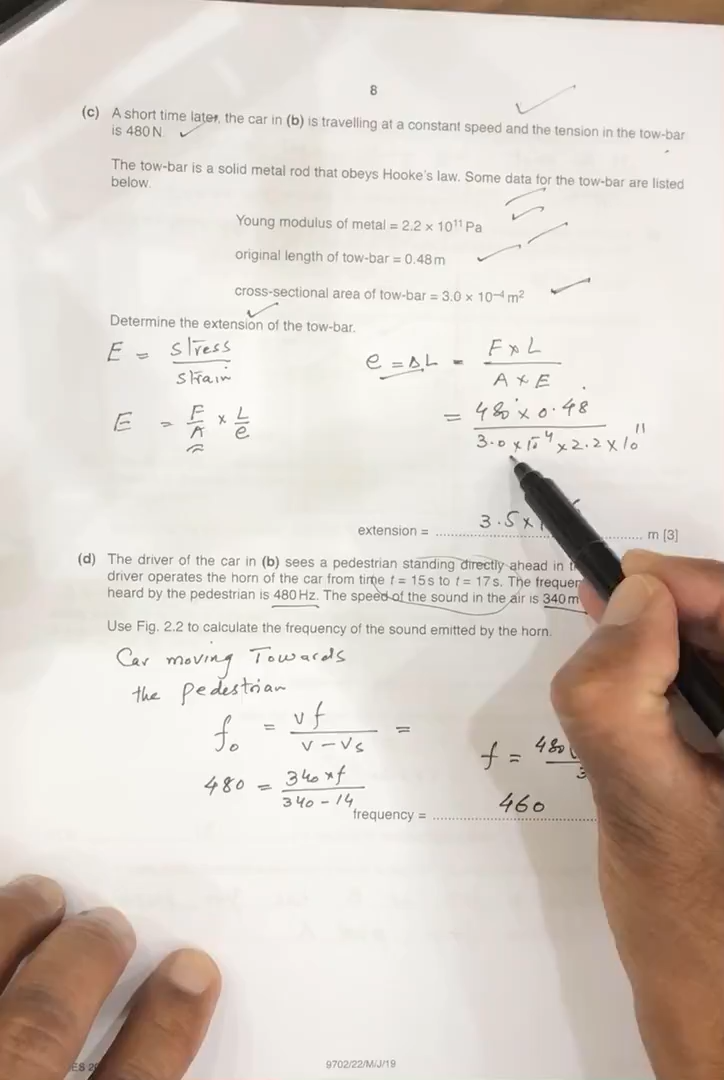 8
(c) A short time later, the car in (b) is travelling at a constant speed and the tension in the tow-bar
is 480 N.
The tow-bar is a solid metal rod that obeys Hooke's law. Some data for the tow-bar are listed
below.
Young modulus of metal = 2.2 × 10¹¹ Pa
original length of tow-bar = 0.48 m
cross-sectional area of tow-bar = 3.0 × 10⁻⁴ m²
Determine the extension of the tow-bar.
E = stress / strain
E = F/A × L/e
e = ΔL = F × L / A × E
= 480 × 0.48 / 3.0 × 10⁻⁴ × 2.2 × 10¹¹
extension = 3.5 × m [3]
(d) The driver of the car in (b) sees a pedestrian standing directly ahead in
driver operates the horn of the car from time t = 15 s to t = 17 s. The
heard by the pedestrian is 480 Hz. The speed of the sound in the air is 340 m
Use Fig. 2.2 to calculate the frequency of the sound emitted by the horn.
Car moving Towards
the pedestrian
f₀ = v f / v − vs =
480 = 340 × f / 340 − 14
f = 480
frequency = 460
9702/22/M/J/19